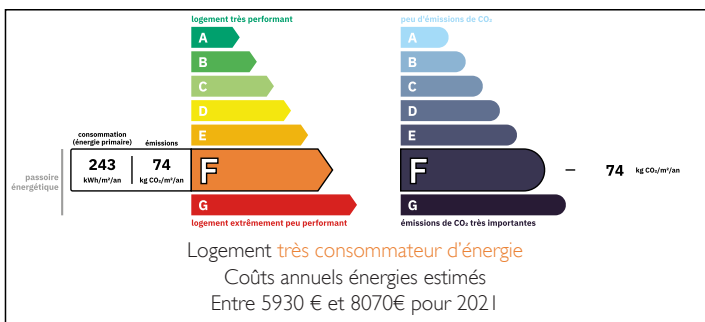 logement très performant
A
B
C
D
E
consommation
(énergie primaire)
émissions
243
kWh/m²/an
74
kg CO₂/m²/an
F
passoire
énergétique
G
logement extrêmement peu performant
peu d'émissions de CO₂
A
B
C
D
E
F
74 kg CO₂/m²/an
G
émissions de CO₂ très importantes
Logement très consommateur d'énergie
Coûts annuels énergies estimés
Entre 5930 € et 8070€ pour 2021